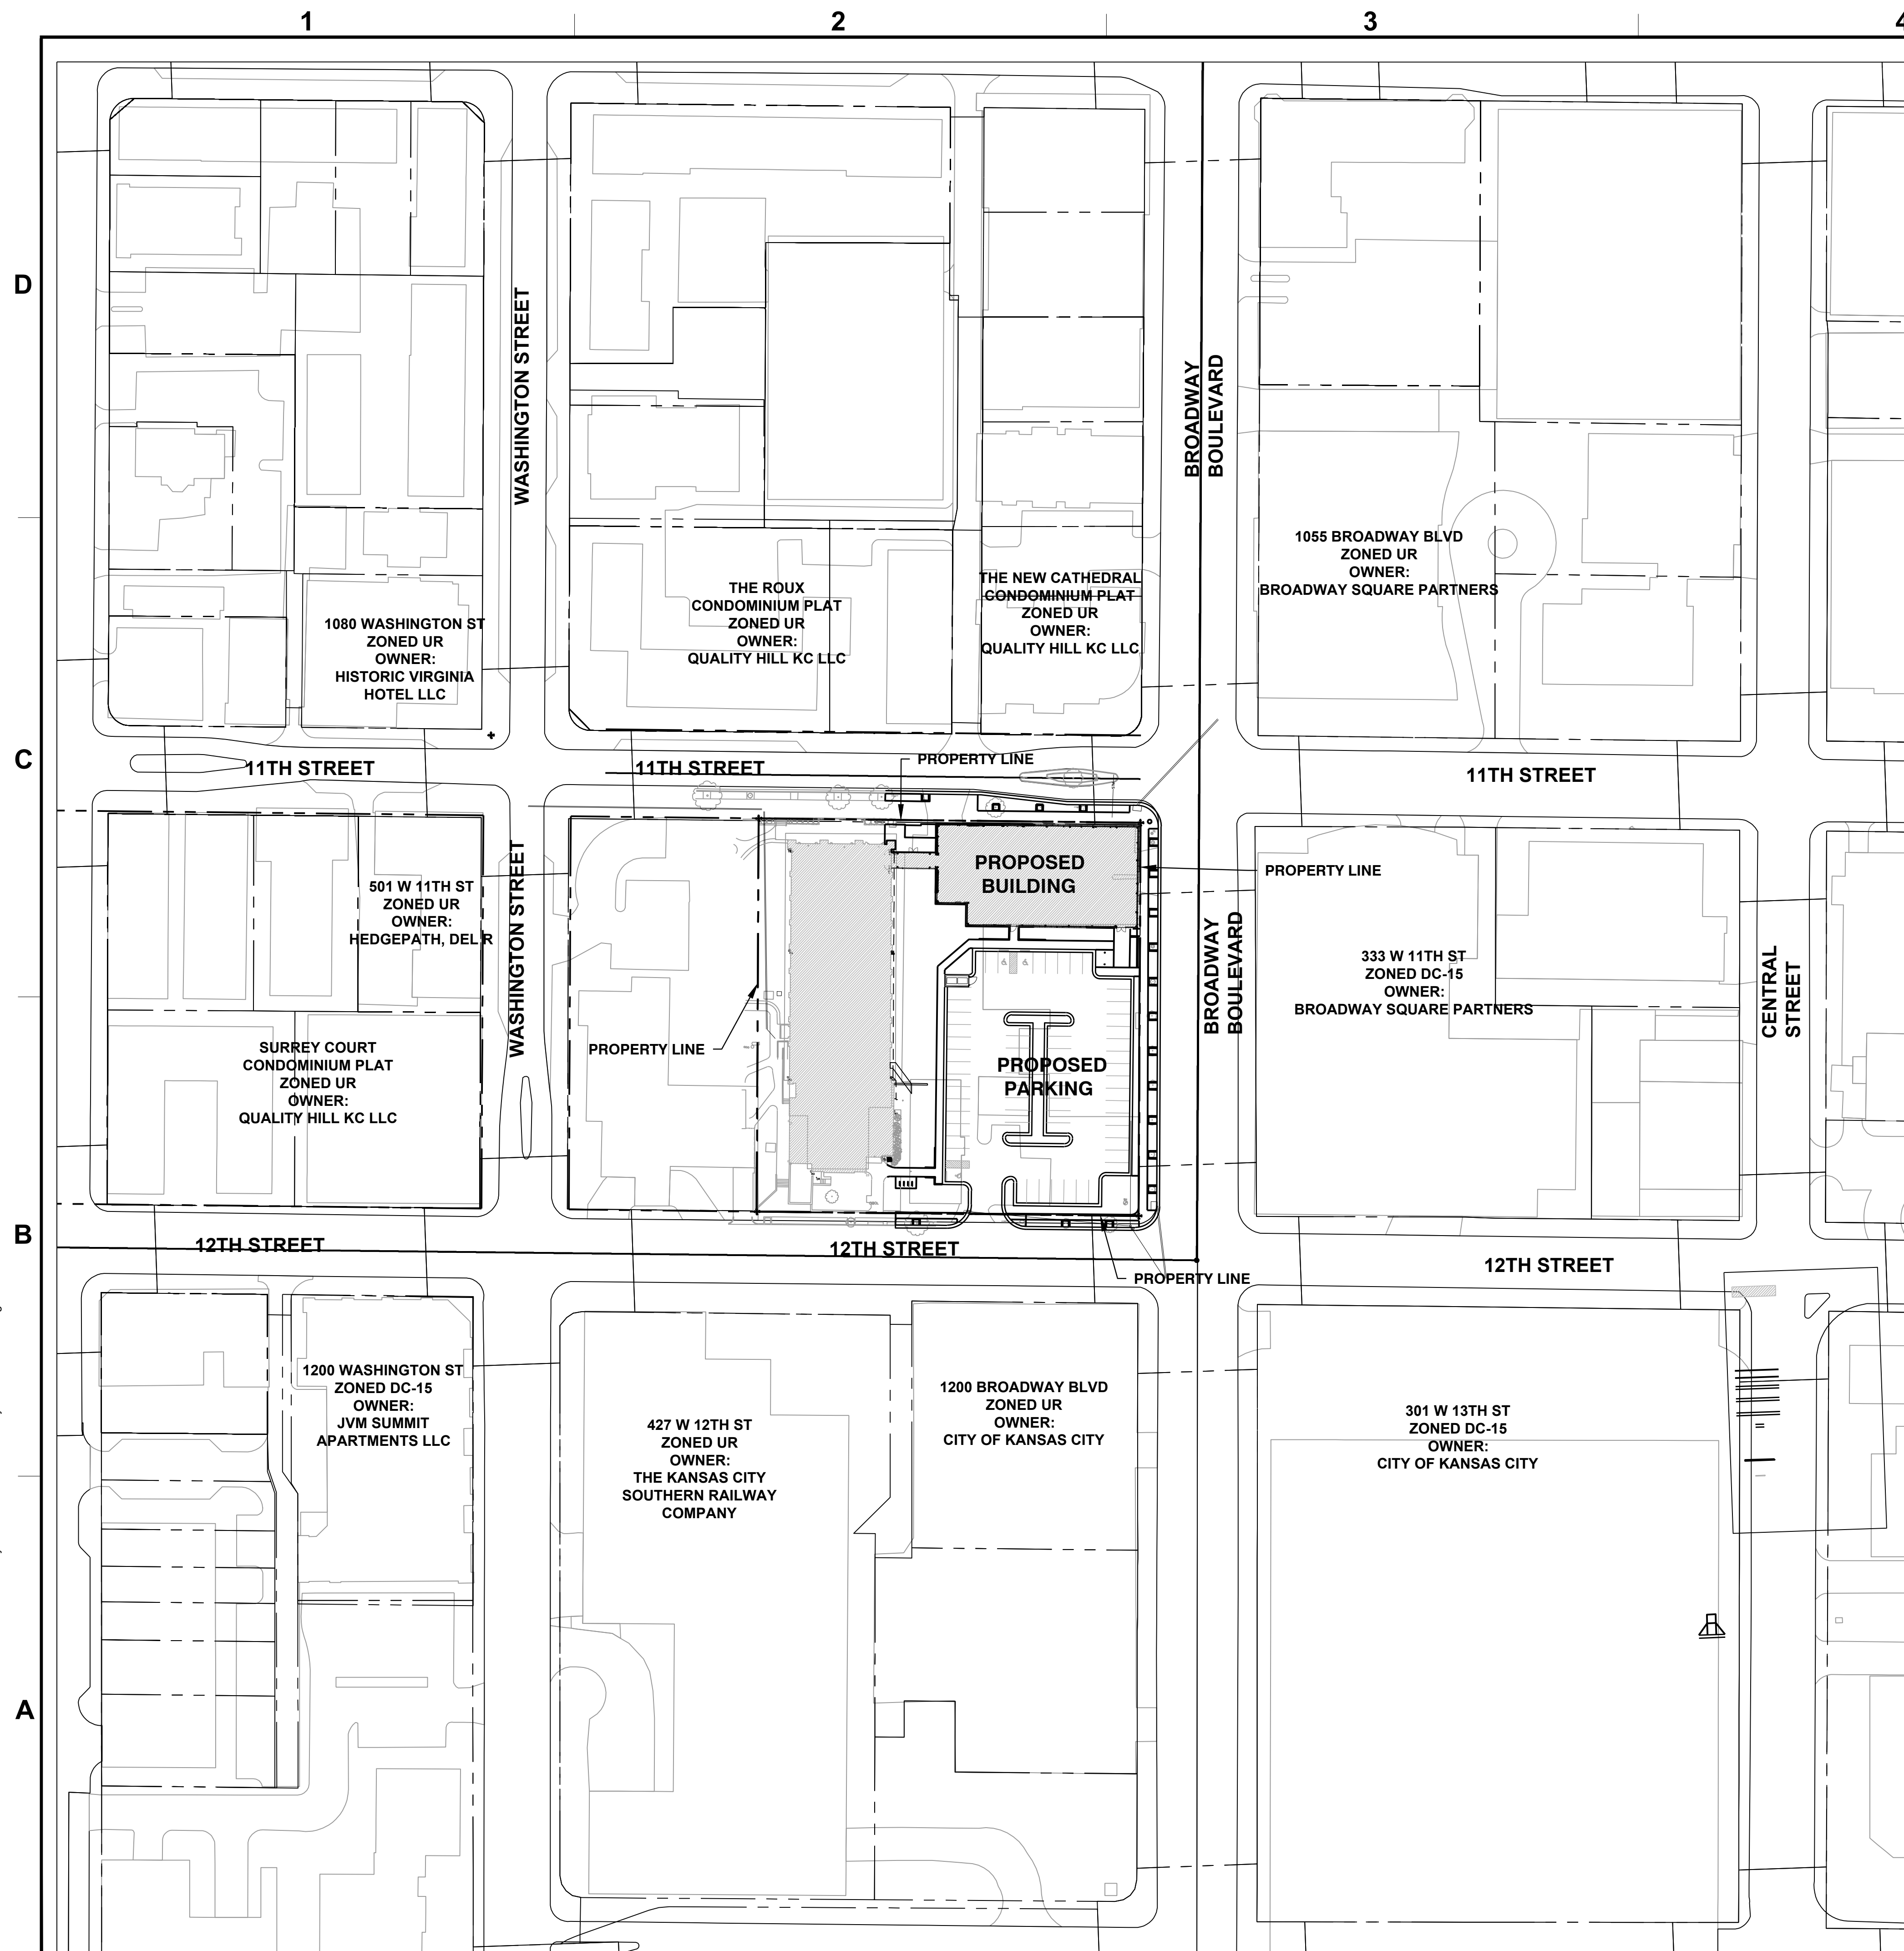 1
2
3
4
D
C
B
A
WASHINGTON STREET
BROADWAY
BOULEVARD
1055 BROADWAY BLVD
ZONED UR
OWNER:
BROADWAY SQUARE PARTNERS
THE ROUX
CONDOMINIUM PLAT
ZONED UR
OWNER:
QUALITY HILL KC LLC
THE NEW CATHEDRAL
CONDOMINIUM PLAT
ZONED UR
OWNER:
QUALITY HILL KC LLC
1080 WASHINGTON ST
ZONED UR
OWNER:
HISTORIC VIRGINIA
HOTEL LLC
11TH STREET
11TH STREET
PROPERTY LINE
11TH STREET
PROPOSED
BUILDING
PROPERTY LINE
501 W 11TH ST
ZONED UR
OWNER:
HEDGEPATH, DEL R
WASHINGTON STREET
BROADWAY
BOULEVARD
333 W 11TH ST
ZONED DC-15
OWNER:
BROADWAY SQUARE PARTNERS
CENTRAL
STREET
SURREY COURT
CONDOMINIUM PLAT
ZONED UR
OWNER:
QUALITY HILL KC LLC
PROPERTY LINE
PROPOSED
PARKING
12TH STREET
12TH STREET
12TH STREET
PROPERTY LINE
1200 WASHINGTON ST
ZONED DC-15
OWNER:
JVM SUMMIT
APARTMENTS LLC
427 W 12TH ST
ZONED UR
OWNER:
THE KANSAS CITY
SOUTHERN RAILWAY
COMPANY
1200 BROADWAY BLVD
ZONED UR
OWNER:
CITY OF KANSAS CITY
301 W 13TH ST
ZONED DC-15
OWNER:
CITY OF KANSAS CITY